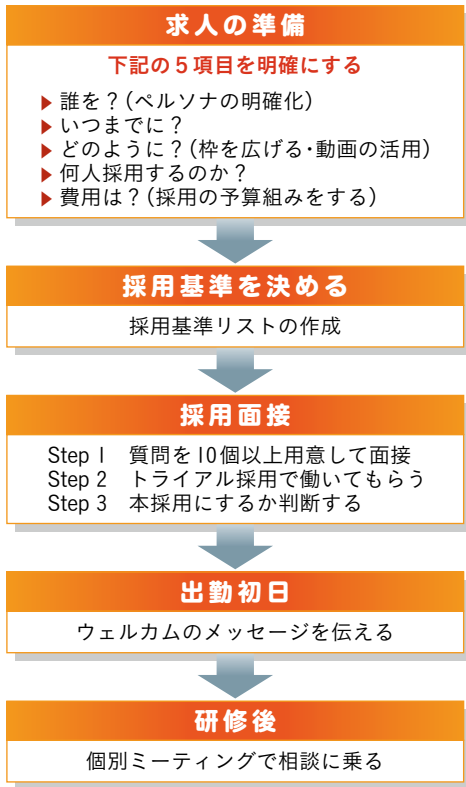 求人の準備
下記の5項目を明確にする
▶ 誰を？（ペルソナの明確化）
▶ いつまでに？
▶ どのように？（枠を広げる・動画の活用）
▶ 何人採用するのか？
▶ 費用は？（採用の予算組みをする）
採用基準を決める
採用基準リストの作成
採用面接
Step 1　質問を10個以上用意して面接
Step 2　トライアル採用で働いてもらう
Step 3　本採用にするか判断する
出勤初日
ウェルカムのメッセージを伝える
研修後
個別ミーティングで相談に乗る